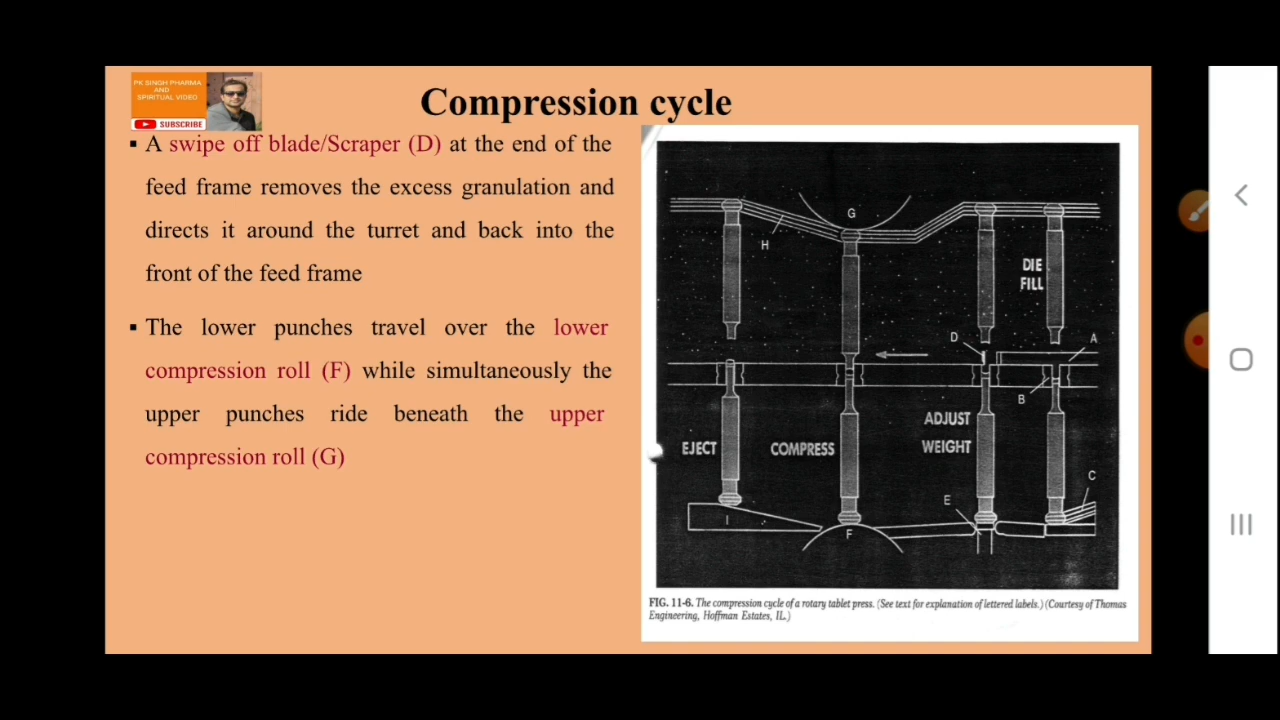 PK SINGH PHARMA
AND
SPIRITUAL VIDEO
SUBSCRIBE
Compression cycle
▪ A swipe off blade/Scraper (D) at the end of the
feed frame removes the excess granulation and
directs it around the turret and back into the
front of the feed frame
▪ The lower punches travel over the lower
compression roll (F) while simultaneously the
upper punches ride beneath the upper
compression roll (G)
G
H
DIE
FILL
D
A
B
ADJUST
WEIGHT
EJECT
COMPRESS
C
E
I
F
FIG. 11-6. The compression cycle of a rotary tablet press. (See text for explanation of lettered labels.) (Courtesy of Thomas
Engineering, Hoffman Estates, IL.)